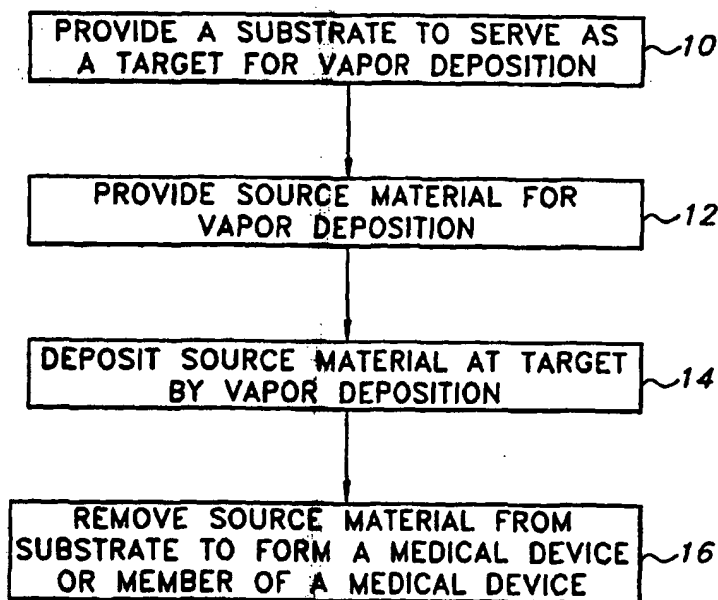 PROVIDE A SUBSTRATE TO SERVE AS
A TARGET FOR VAPOR DEPOSITION
10
PROVIDE SOURCE MATERIAL FOR
VAPOR DEPOSITION
12
DEPOSIT SOURCE MATERIAL AT TARGET
BY VAPOR DEPOSITION
14
REMOVE SOURCE MATERIAL FROM
SUBSTRATE TO FORM A MEDICAL DEVICE
OR MEMBER OF A MEDICAL DEVICE
16